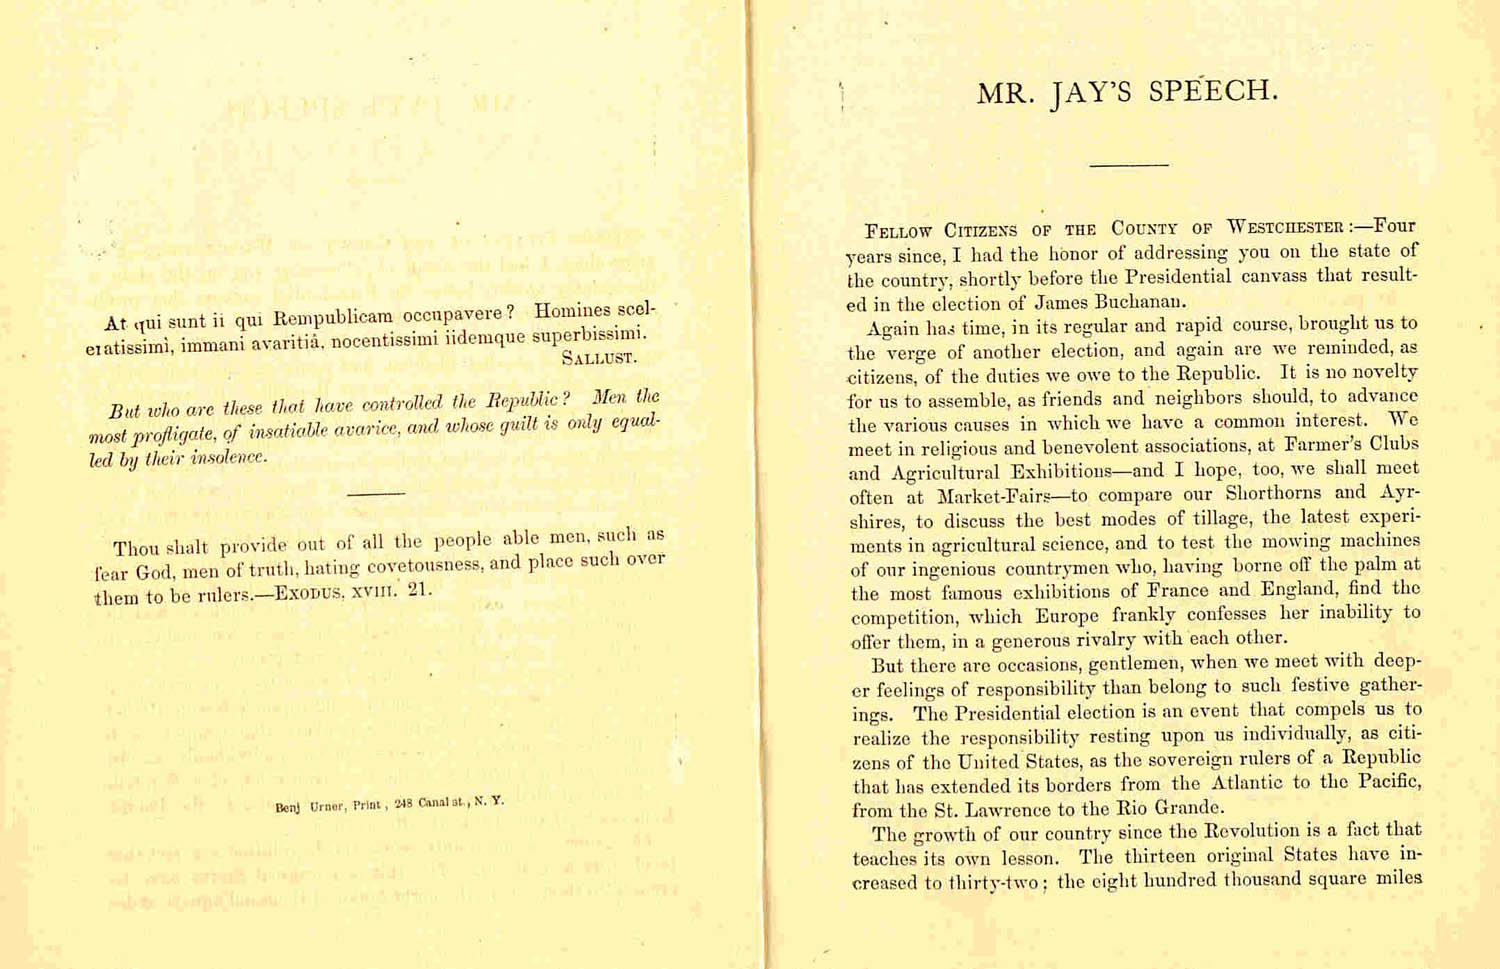 At qui sunt ii qui Rempublicam occupavere? Homines scel-
eratissimi, immani avaritiâ, nocentissimi iidemque superbissimi.
SALLUST.
But who are these that have controlled the Republic? Men the
most profligate, of insatiable avarice, and whose guilt is only equal-
led by their insolence.
Thou shalt provide out of all the people able men, such as
fear God, men of truth, hating covetousness, and place such over
them to be rulers.—EXODUS, XVIII. 21.
Benj Urner, Print, 248 Canal st., N. Y.
MR. JAY'S SPEECH.
FELLOW CITIZENS OF THE COUNTY OF WESTCHESTER:—Four
years since, I had the honor of addressing you on the state of
the country, shortly before the Presidential canvass that result-
ed in the election of James Buchanan.
Again has time, in its regular and rapid course, brought us to
the verge of another election, and again are we reminded, as
citizens, of the duties we owe to the Republic. It is no novelty
for us to assemble, as friends and neighbors should, to advance
the various causes in which we have a common interest. We
meet in religious and benevolent associations, at Farmer's Clubs
and Agricultural Exhibitions—and I hope, too, we shall meet
often at Market-Fairs—to compare our Shorthorns and Ayr-
shires, to discuss the best modes of tillage, the latest experi-
ments in agricultural science, and to test the mowing machines
of our ingenious countrymen who, having borne off the palm at
the most famous exhibitions of France and England, find the
competition, which Europe frankly confesses her inability to
offer them, in a generous rivalry with each other.
But there are occasions, gentlemen, when we meet with deep-
er feelings of responsibility than belong to such festive gather-
ings. The Presidential election is an event that compels us to
realize the responsibility resting upon us individually, as citi-
zens of the United States, as the sovereign rulers of a Republic
that has extended its borders from the Atlantic to the Pacific,
from the St. Lawrence to the Rio Grande.
The growth of our country since the Revolution is a fact that
teaches its own lesson. The thirteen original States have in-
creased to thirty-two; the eight hundred thousand square miles